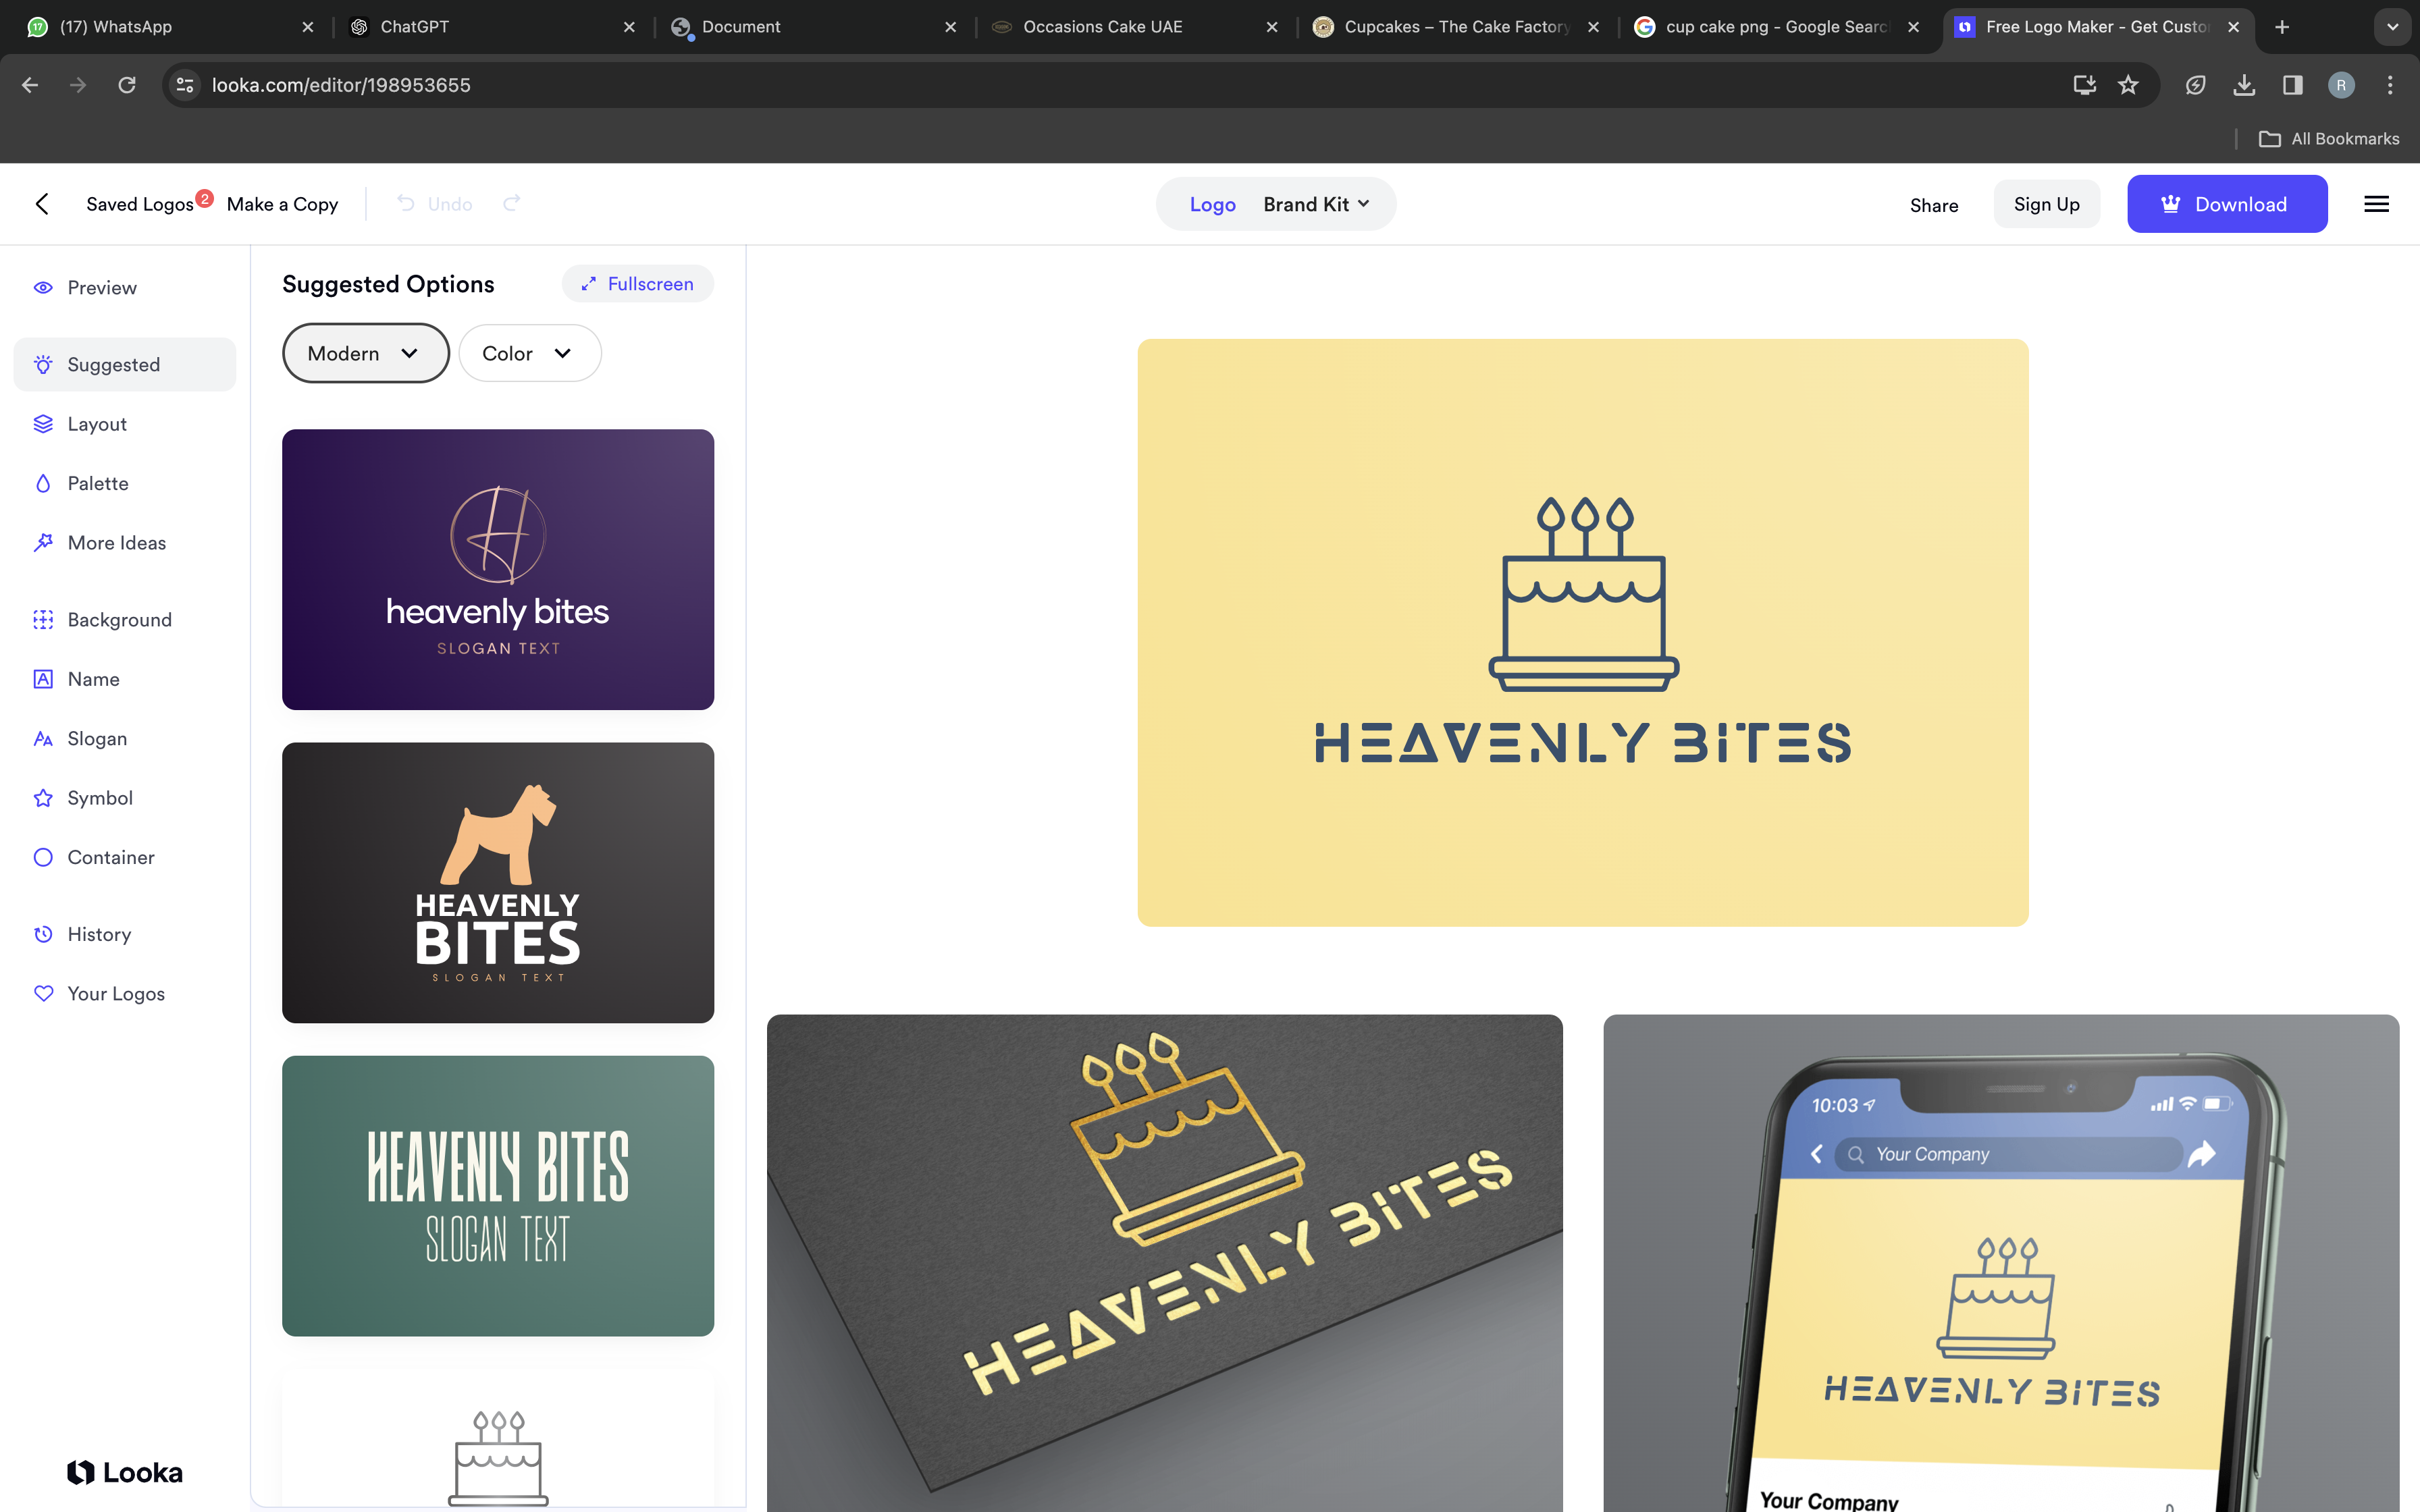 (17) WhatsApp
ChatGPT
Document
Occasions Cake UAE
Cupcakes – The Cake Factory
cup cake png - Google Searc
Free Logo Maker - Get Custo
looka.com/editor/198953655
R
All Bookmarks
Saved Logos
2
Make a Copy
Undo
Logo
Brand Kit
Share
Sign Up
Download
Preview
Suggested
Layout
Palette
More Ideas
Background
Name
Slogan
Symbol
Container
History
Your Logos
Looka
Suggested Options
Fullscreen
Modern
Color
H
heavenly bites
SLOGAN TEXT
HEAVENLY
BITES
SLOGAN TEXT
HEAVENLY BITES
SLOGAN TEXT
HEAVENLY BITES
HEAVENLY BITES
10:03
Your Company
HEAVENLY BITES
Your Company